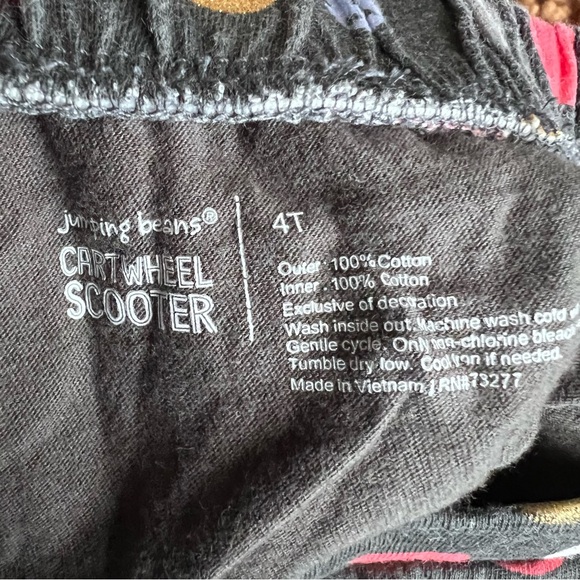 jumping beans®
CARTWHEEL
SCOOTER
4T
Outer . 100% Cotton
Inner . 100% Cotton
Exclusive of decoration
Wash inside out. Machine wash cold
Gentle cycle. Only non-chlorine bleach
Tumble dry low. Cool iron if needed.
Made in Vietnam / RN#73277